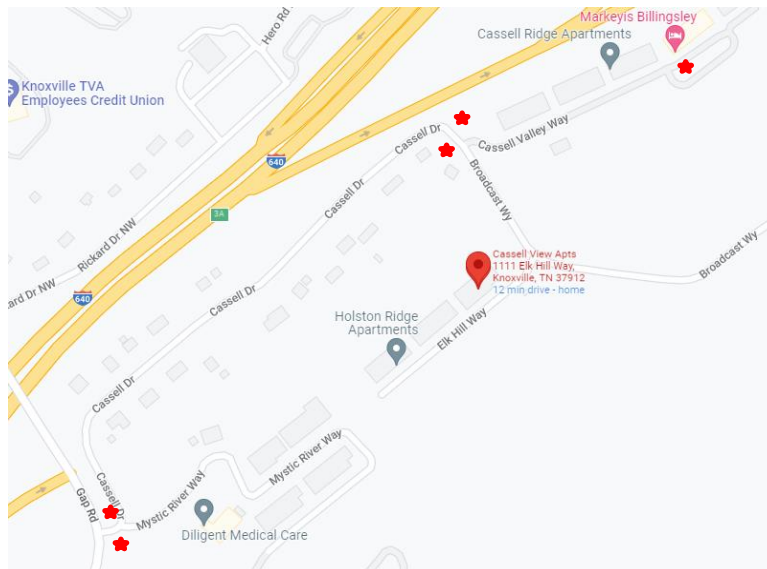 Markeyis Billingsley
Cassell Ridge Apartments
Hero Rd
Knoxville TVA
Employees Credit Union
640
Cassell Dr
Cassell Valley Way
Cassell Dr
Broadcast Wy
3A
Rickard Dr NW
ard Dr NW
640
Cassell View Apts
1111 Elk Hill Way,
Knoxville, TN 37912
12 min drive - home
Broadcast Wy
Cassell Dr
Holston Ridge
Apartments
Elk Hill Way
Cassell Dr
Mystic River Way
Cassell Dr
Gap Rd
Mystic River Way
Diligent Medical Care